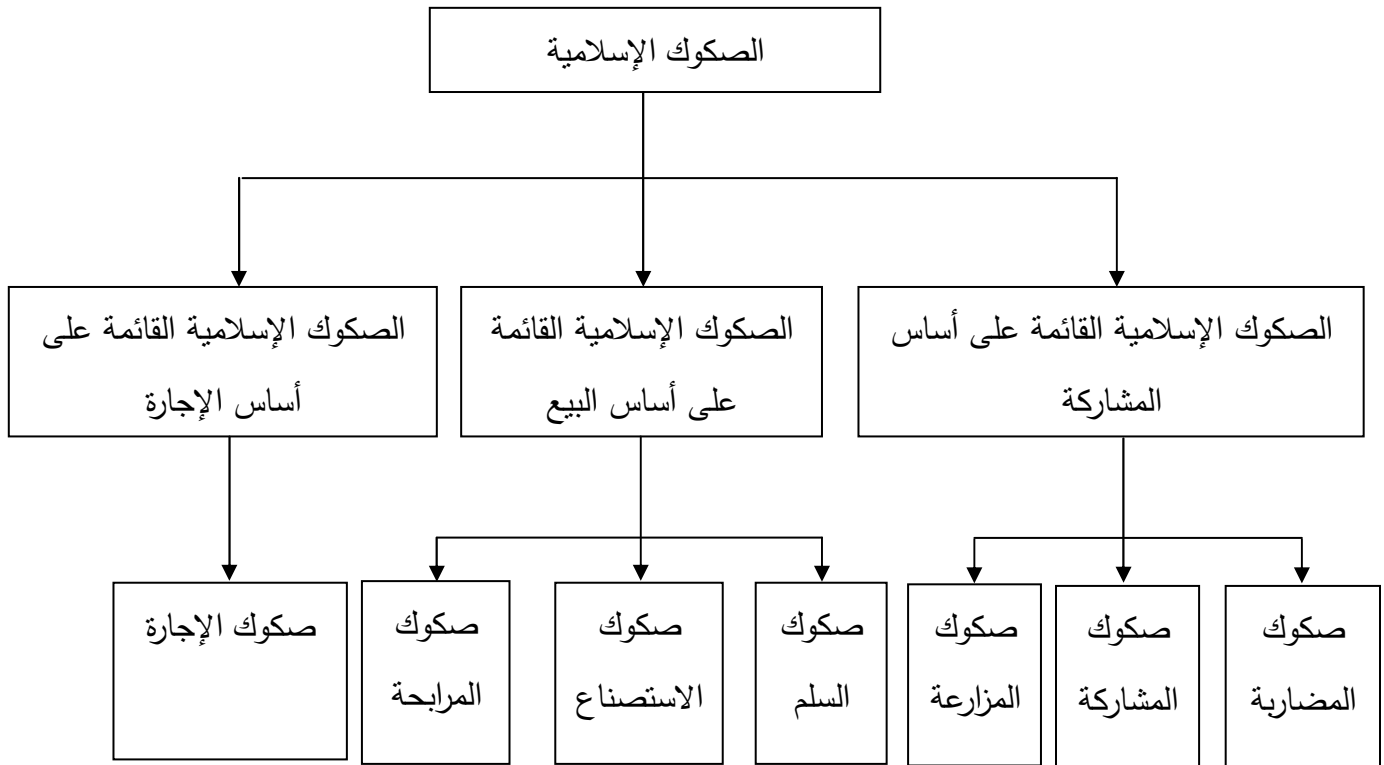 الصكوك الإسلامية
الصكوك الإسلامية القائمة على أساس
المشاركة
الصكوك الإسلامية القائمة
على أساس البيع
الصكوك الإسلامية القائمة على
أساس الإجارة
صكوك
المضاربة
صكوك
المشاركة
صكوك
المزارعة
صكوك
السلم
صكوك
الاستصناع
صكوك
المرابحة
صكوك الإجارة